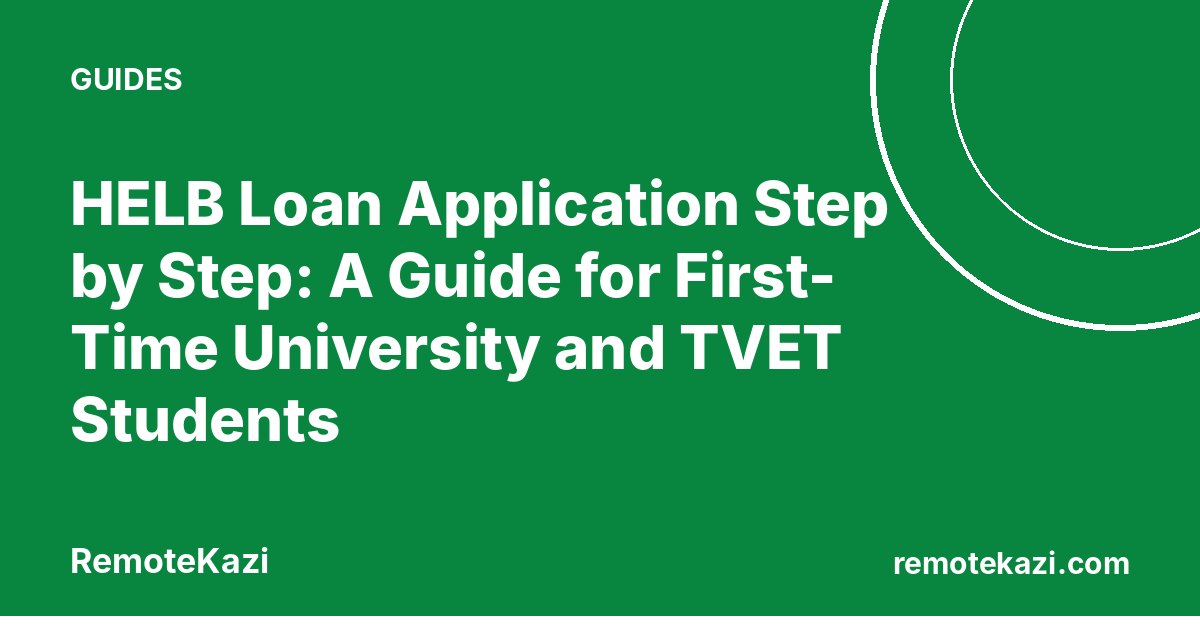 GUIDES
HELB Loan Application Step
by Step: A Guide for First-
Time University and TVET
Students
RemoteKazi
remotekazi.com